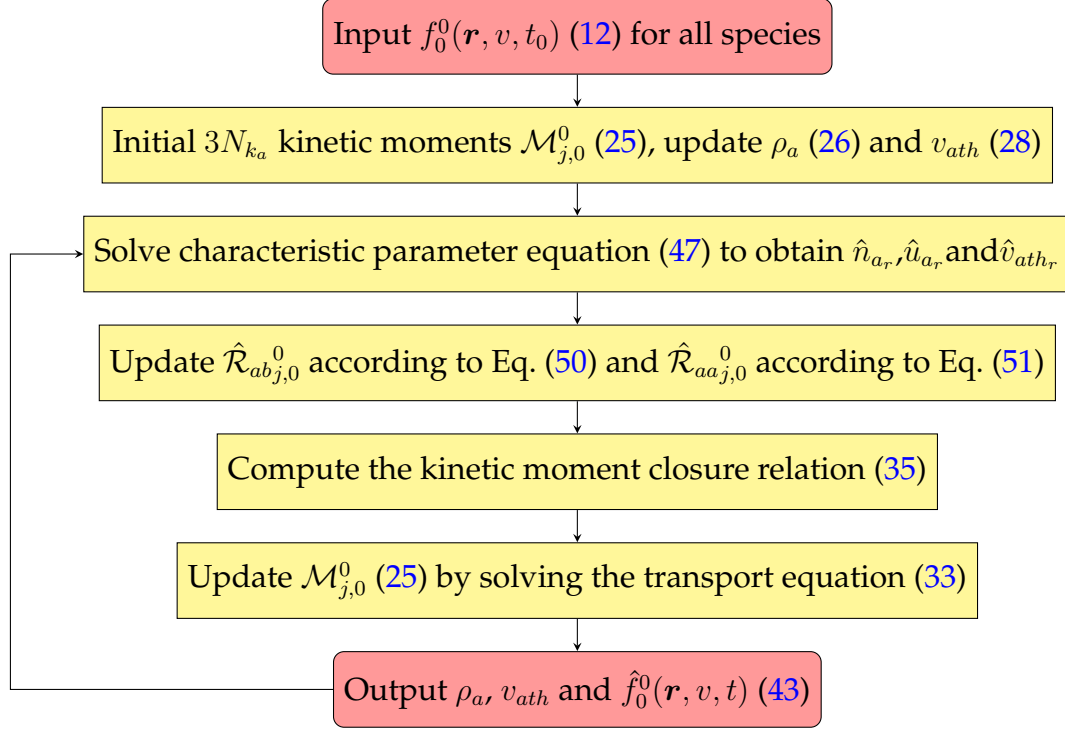 Input $f_0^0(\boldsymbol{r}, v, t_0)$ (12) for all species
Initial $3N_{k_a}$ kinetic moments $\mathcal{M}_{j,0}^0$ (25), update $\rho_a$ (26) and $v_{ath}$ (28)
Solve characteristic parameter equation (47) to obtain $\hat{n}_{a_r}$,$\hat{u}_{a_r}$and$\hat{v}_{ath_r}$
Update $\hat{\mathcal{R}}_{ab}{}_{j,0}^0$ according to Eq. (50) and $\hat{\mathcal{R}}_{aa}{}_{j,0}^0$ according to Eq. (51)
Compute the kinetic moment closure relation (35)
Update $\mathcal{M}_{j,0}^0$ (25) by solving the transport equation (33)
Output $\rho_a$, $v_{ath}$ and $\hat{f}_0^0(\boldsymbol{r}, v, t)$ (43)